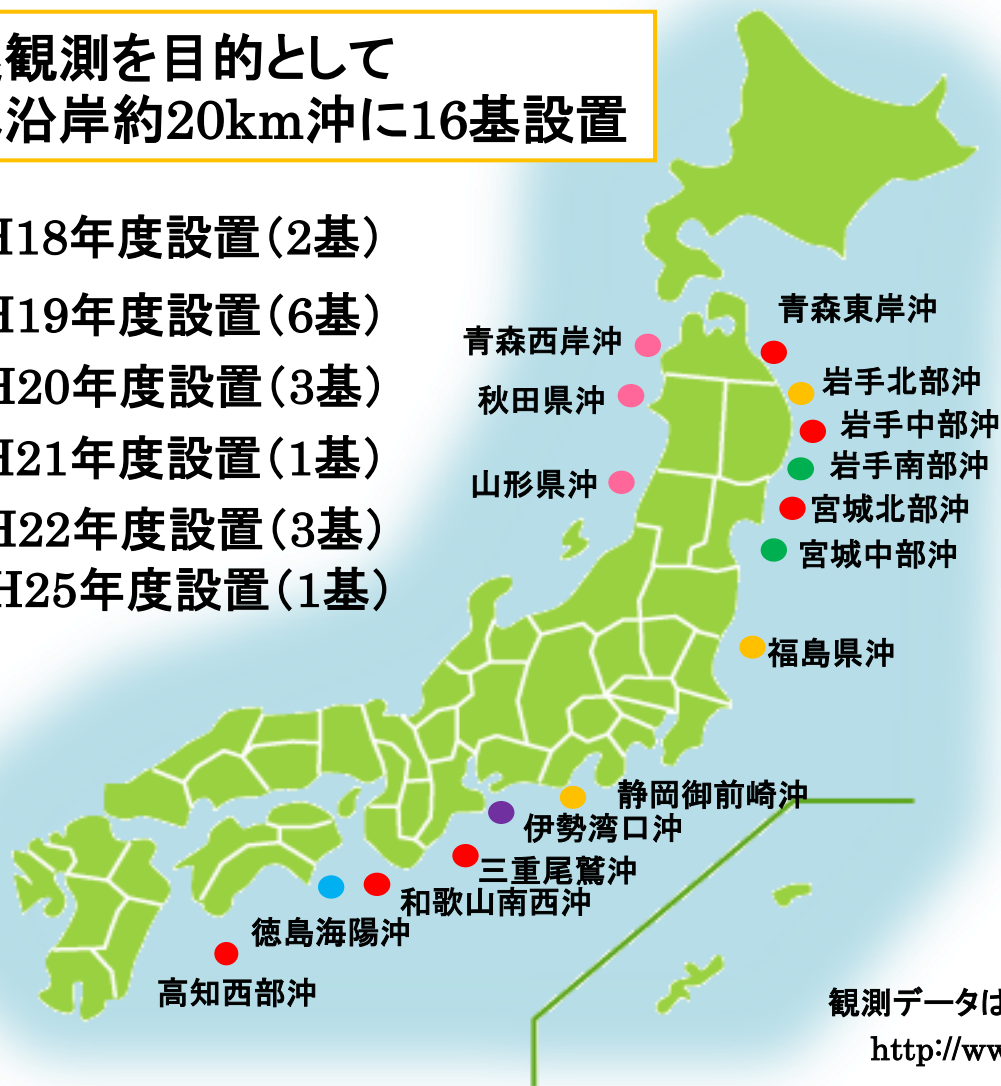 観測を目的として
沿岸約20km沖に16基設置
H18年度設置（2基）
H19年度設置（6基）
H20年度設置（3基）
H21年度設置（1基）
H22年度設置（3基）
H25年度設置（1基）
青森東岸沖
青森西岸沖
岩手北部沖
秋田県沖
岩手中部沖
岩手南部沖
山形県沖
宮城北部沖
宮城中部沖
福島県沖
静岡御前崎沖
伊勢湾口沖
三重尾鷲沖
和歌山南西沖
徳島海陽沖
高知西部沖
観測データは
http://ww